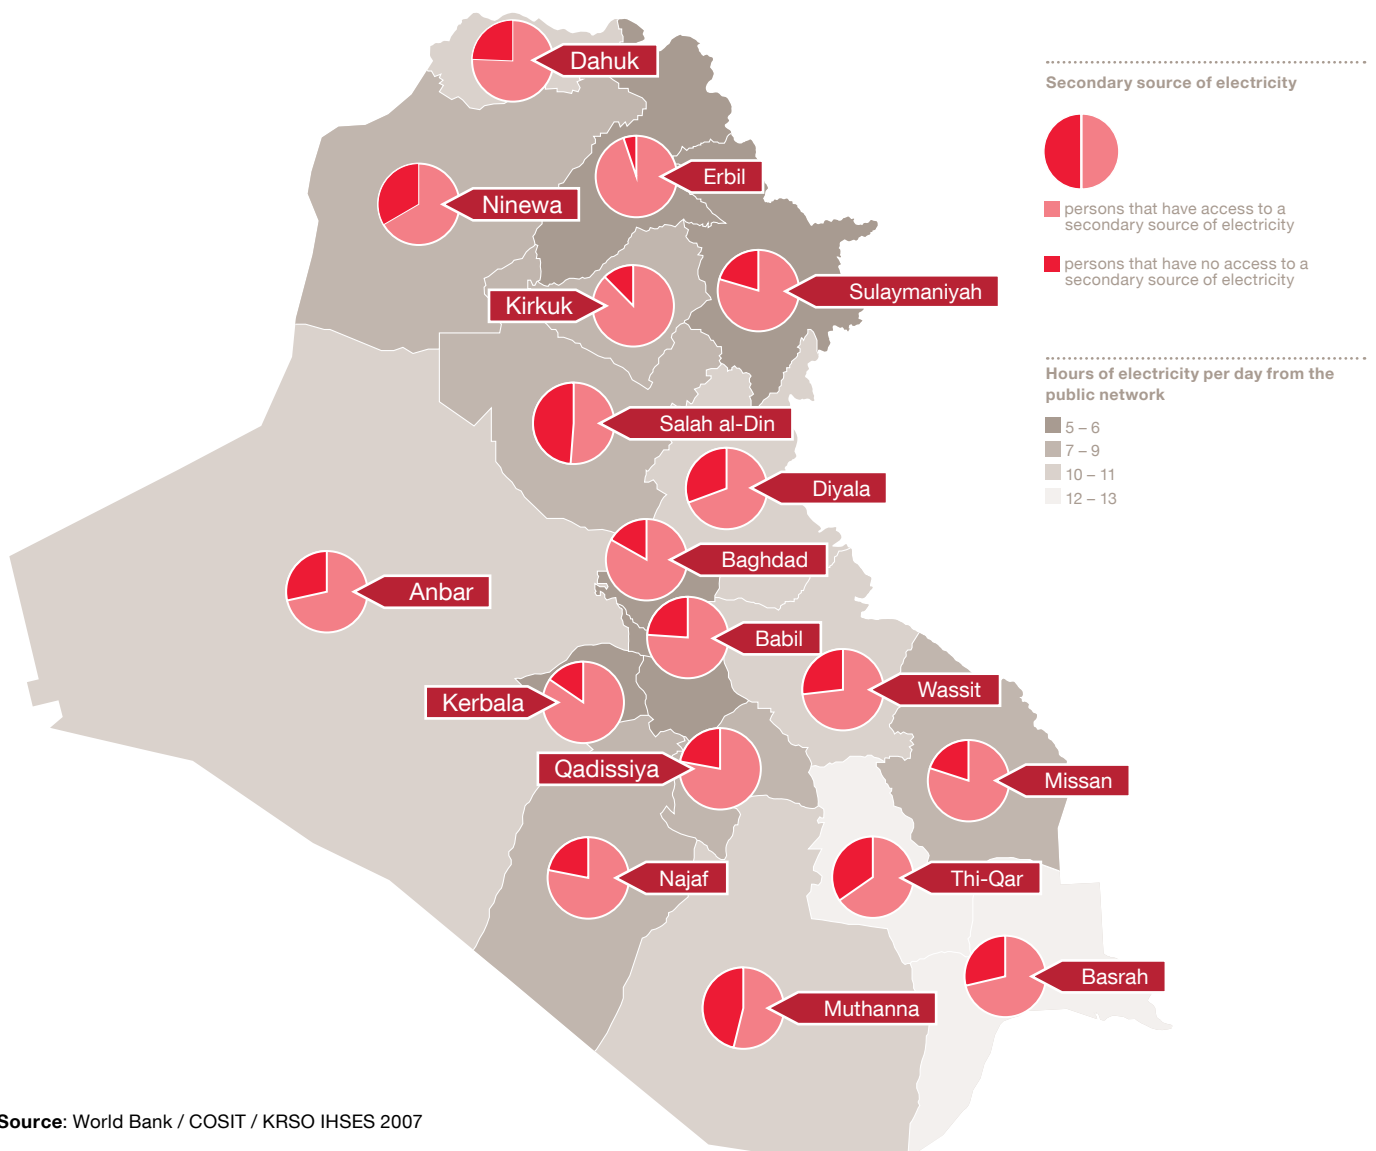 Dahuk
Erbil
Ninewa
Sulaymaniyah
Kirkuk
Salah al-Din
Diyala
Baghdad
Anbar
Babil
Wassit
Kerbala
Qadissiya
Missan
Najaf
Thi-Qar
Basrah
Muthanna
Secondary source of electricity
persons that have access to a
secondary source of electricity
persons that have no access to a
secondary source of electricity
Hours of electricity per day from the
public network
5 – 6
7 – 9
10 – 11
12 – 13
Source: World Bank / COSIT / KRSO IHSES 2007